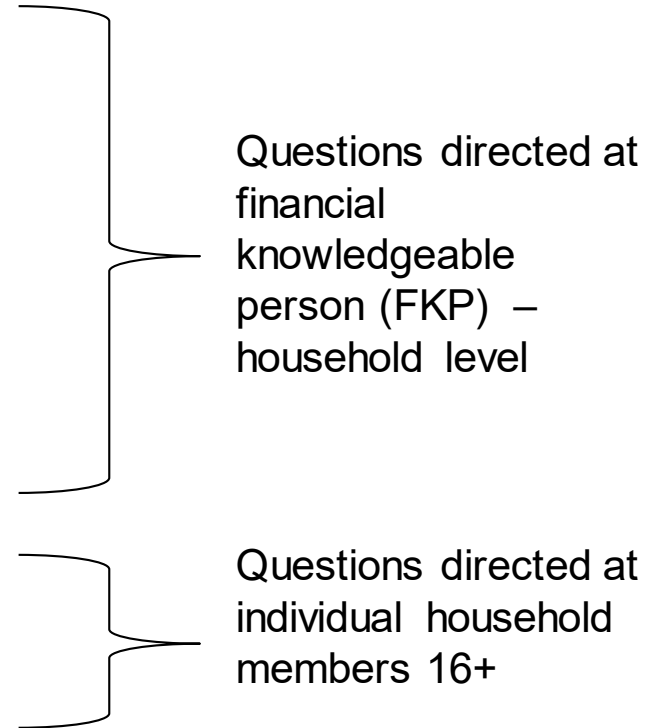 Questions directed at
financial
knowledgeable
person (FKP) –
household level
Questions directed at
individual household
members 16+